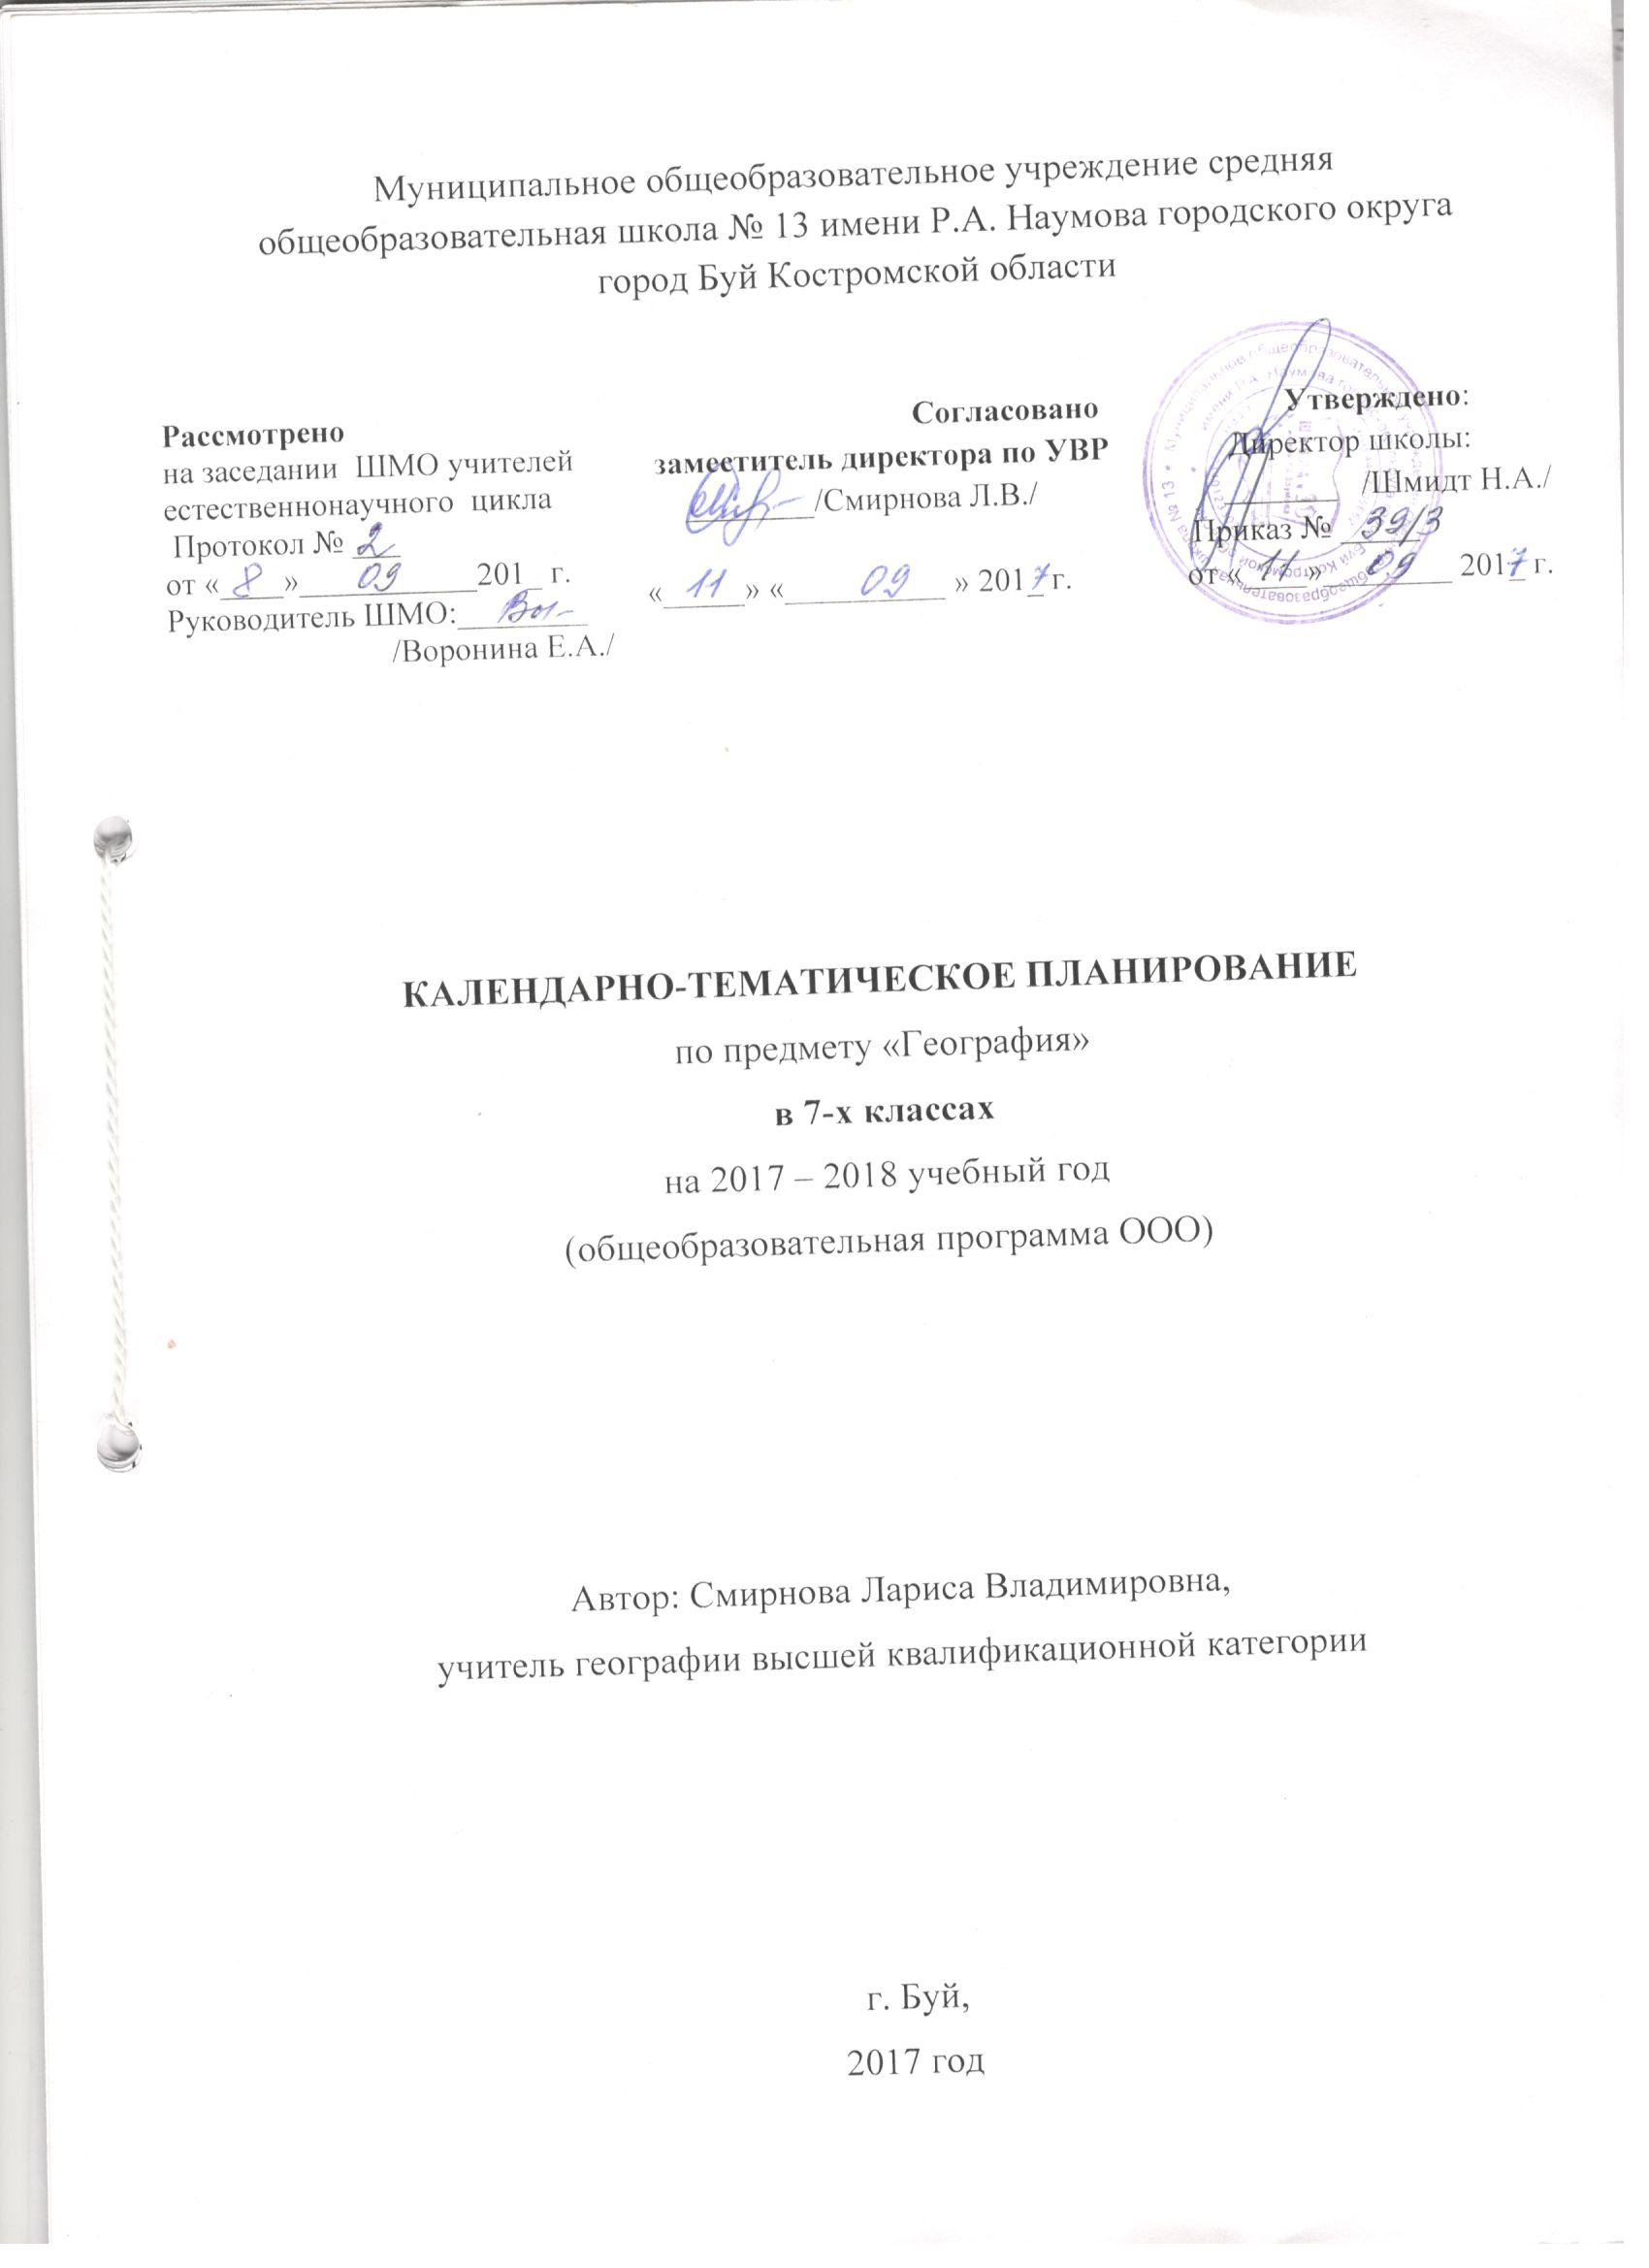 Муниципальное общеобразовательное учреждение средняя
общеобразовательная школа № 13 имени Р.А. Наумова городского округа
город Буй Костромской области
Рассмотрено
на заседании ШМО учителей
естественнонаучного цикла
Протокол № 2
от «8» 09 201_ г.
Руководитель ШМО:
/Воронина Е.А./
Согласовано
заместитель директора по УВР
/Смирнова Л.В./
«11» «09» 2017 г.
Утверждено:
Директор школы:
/Шмидт Н.А./
Приказ № 39/3
от «11» 09 2017 г.
КАЛЕНДАРНО-ТЕМАТИЧЕСКОЕ ПЛАНИРОВАНИЕ
по предмету «География»
в 7-х классах
на 2017 – 2018 учебный год
(общеобразовательная программа ООО)
Автор: Смирнова Лариса Владимировна,
учитель географии высшей квалификационной категории
г. Буй,
2017 год